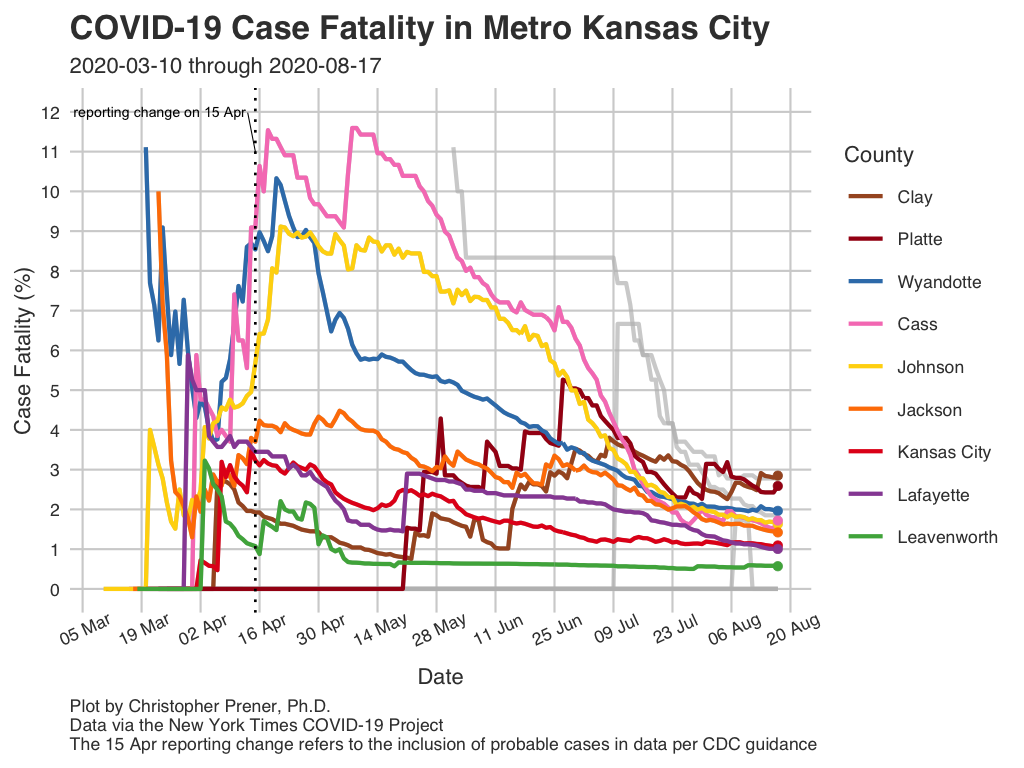 COVID-19 Case Fatality in Metro Kansas City
2020-03-10 through 2020-08-17
reporting change on 15 Apr
Case Fatality (%)
12
11
10
9
8
7
6
5
4
3
2
1
0
05 Mar
19 Mar
02 Apr
16 Apr
30 Apr
14 May
28 May
11 Jun
25 Jun
09 Jul
23 Jul
06 Aug
20 Aug
Date
County
Clay
Platte
Wyandotte
Cass
Johnson
Jackson
Kansas City
Lafayette
Leavenworth
Plot by Christopher Prener, Ph.D.
Data via the New York Times COVID-19 Project
The 15 Apr reporting change refers to the inclusion of probable cases in data per CDC guidance